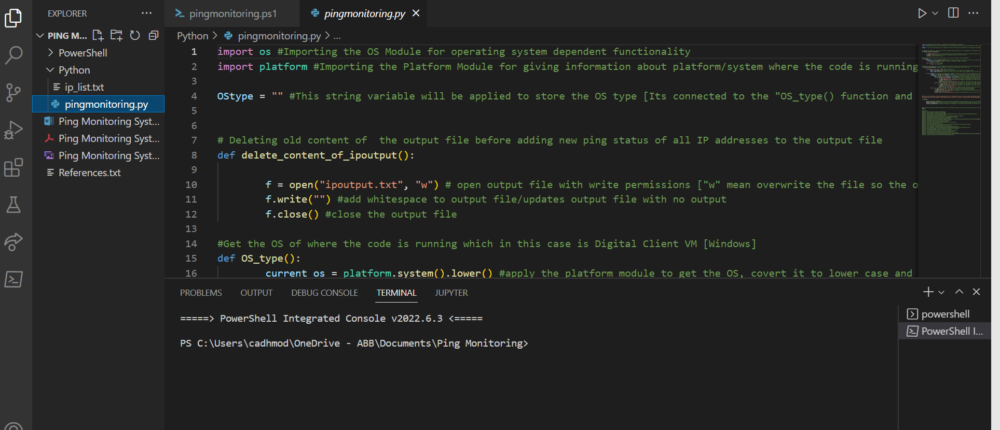 EXPLORER
PING M...
PowerShell
Python
ip_list.txt
pingmonitoring.py
Ping Monitoring Syst...
Ping Monitoring Syst...
Ping Monitoring Syst...
References.txt
pingmonitoring.ps1
pingmonitoring.py
Python > pingmonitoring.py > ...
1 import os #Importing the OS Module for operating system dependent functionality
2 import platform #Importing the Platform Module for giving information about platform/system where the code is running
3
4 OStype = "" #This string variable will be applied to store the OS type [Its connected to the "OS_type() function and
5
6
7 # Deleting old content of  the output file before adding new ping status of all IP addresses to the output file
8 def delete_content_of_ipoutput():
9
10 f = open("ipoutput.txt", "w") # open output file with write permissions ["w" mean overwrite the file so the o
11 f.write("") #add whitespace to output file/updates output file with no output
12 f.close() #close the output file
13
14 #Get the OS of where the code is running which in this case is Digital Client VM [Windows]
15 def OS_type():
16 current os = platform.system().lower() #apply the platform module to get the OS, covert it to lower case and
PROBLEMS
OUTPUT
DEBUG CONSOLE
TERMINAL
JUPYTER
=====> PowerShell Integrated Console v2022.6.3 <=====
PS C:\Users\cadhmod\OneDrive - ABB\Documents\Ping Monitoring>
powershell
PowerShell I...